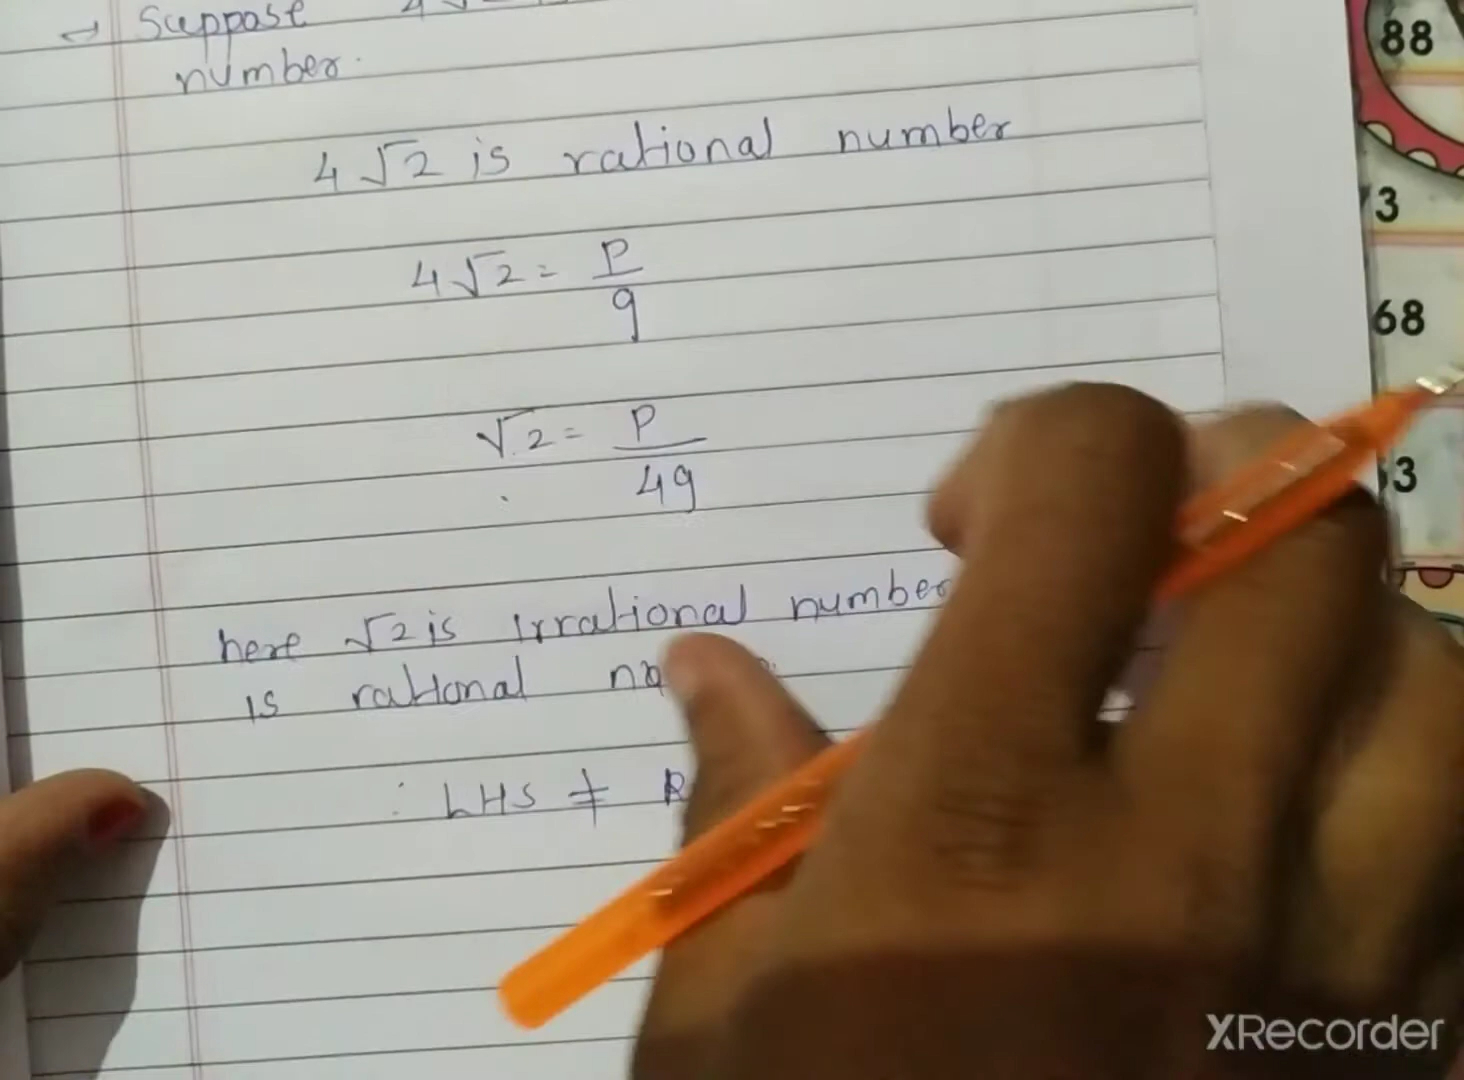 → Suppose 4√
number.
4√2 is rational number
4√2 = P/q
√2 = P/4q
here √2 is irrational number
is rational
∴ LHS ≠ R
88
3
68
3
XRecorder